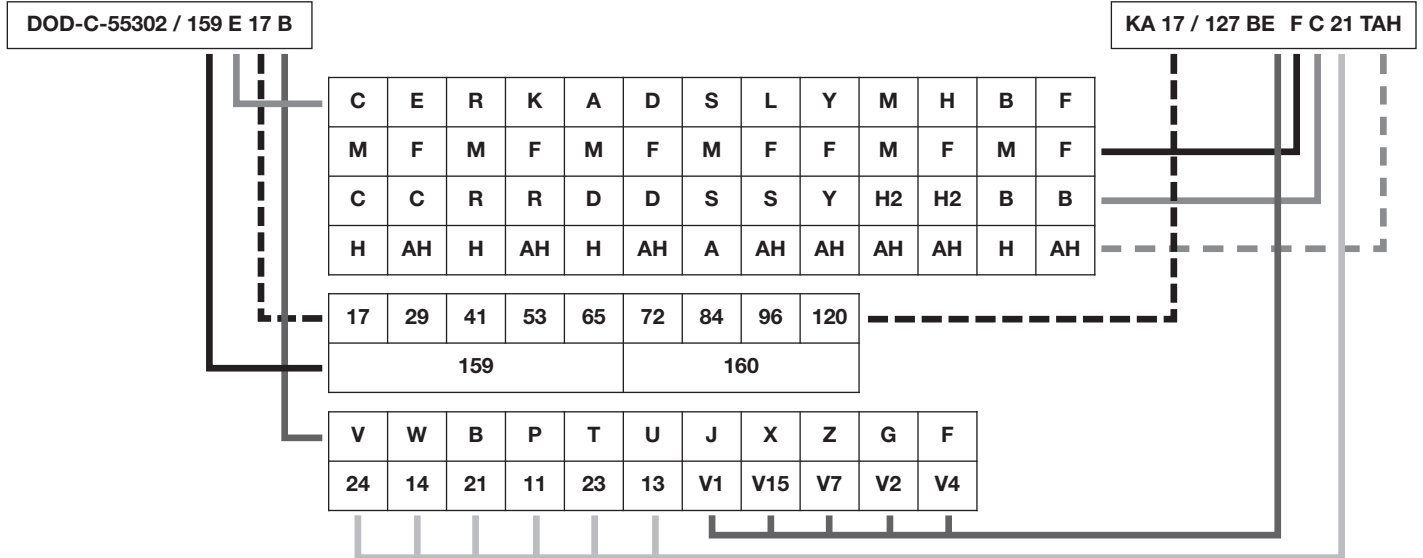 DOD-C-55302 / 159 E 17 B
KA 17 / 127 BE F C 21 TAH
C E R K A D S L Y M H B F
M F M F M F M F F M F M F
C C R R D D S S Y H2 H2 B B
H AH H AH H AH A AH AH AH AH H AH
17 29 41 53 65 72 84 96 120
159 160
V W B P T U J X Z G F
24 14 21 11 23 13 V1 V15 V7 V2 V4